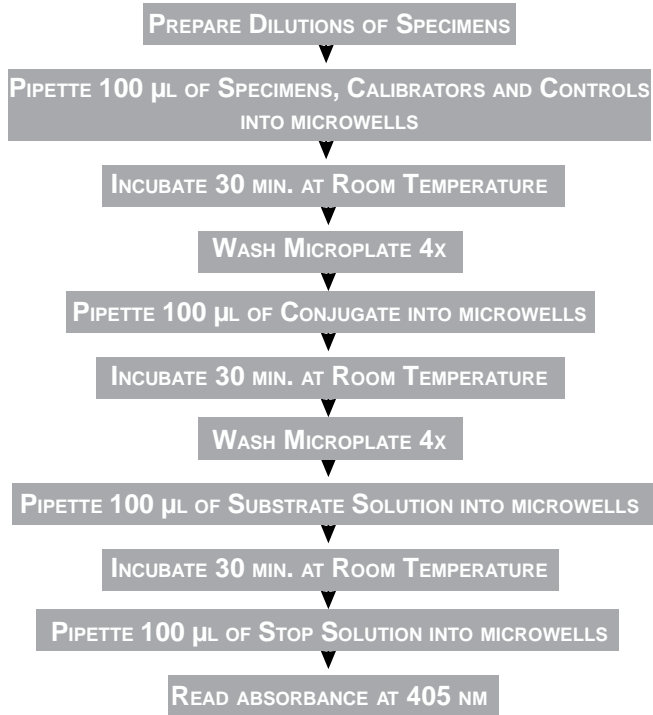 Prepare Dilutions of Specimens
Pipette 100 µl of Specimens, Calibrators and Controls
into microwells
Incubate 30 min. at Room Temperature
Wash Microplate 4x
Pipette 100 µl of Conjugate into microwells
Incubate 30 min. at Room Temperature
Wash Microplate 4x
Pipette 100 µl of Substrate Solution into microwells
Incubate 30 min. at Room Temperature
Pipette 100 µl of Stop Solution into microwells
Read absorbance at 405 nm